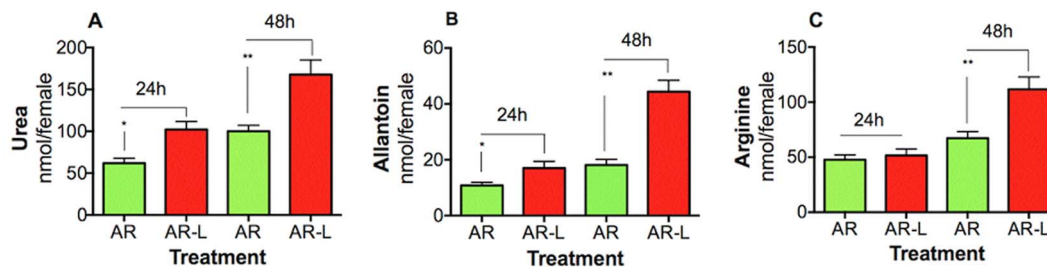 A
Urea
nmol/female
200
150
100
50
0
24h
48h
*
**
AR
AR-L
AR
AR-L
Treatment
B
Allantoin
nmol/female
60
40
20
0
24h
48h
*
**
AR
AR-L
AR
AR-L
Treatment
C
Arginine
nmol/female
150
100
50
0
24h
48h
**
AR
AR-L
AR
AR-L
Treatment